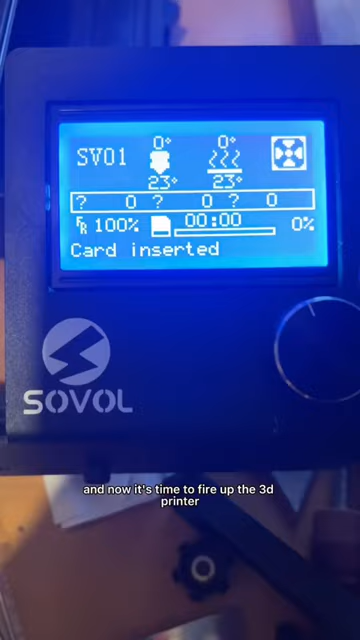 SV01
0° 0°
23° 23°
? 0 ? 0 ? 0
FR 100% 00:00 0%
Card inserted
SOVOL
and now it's time to fire up the 3d
printer